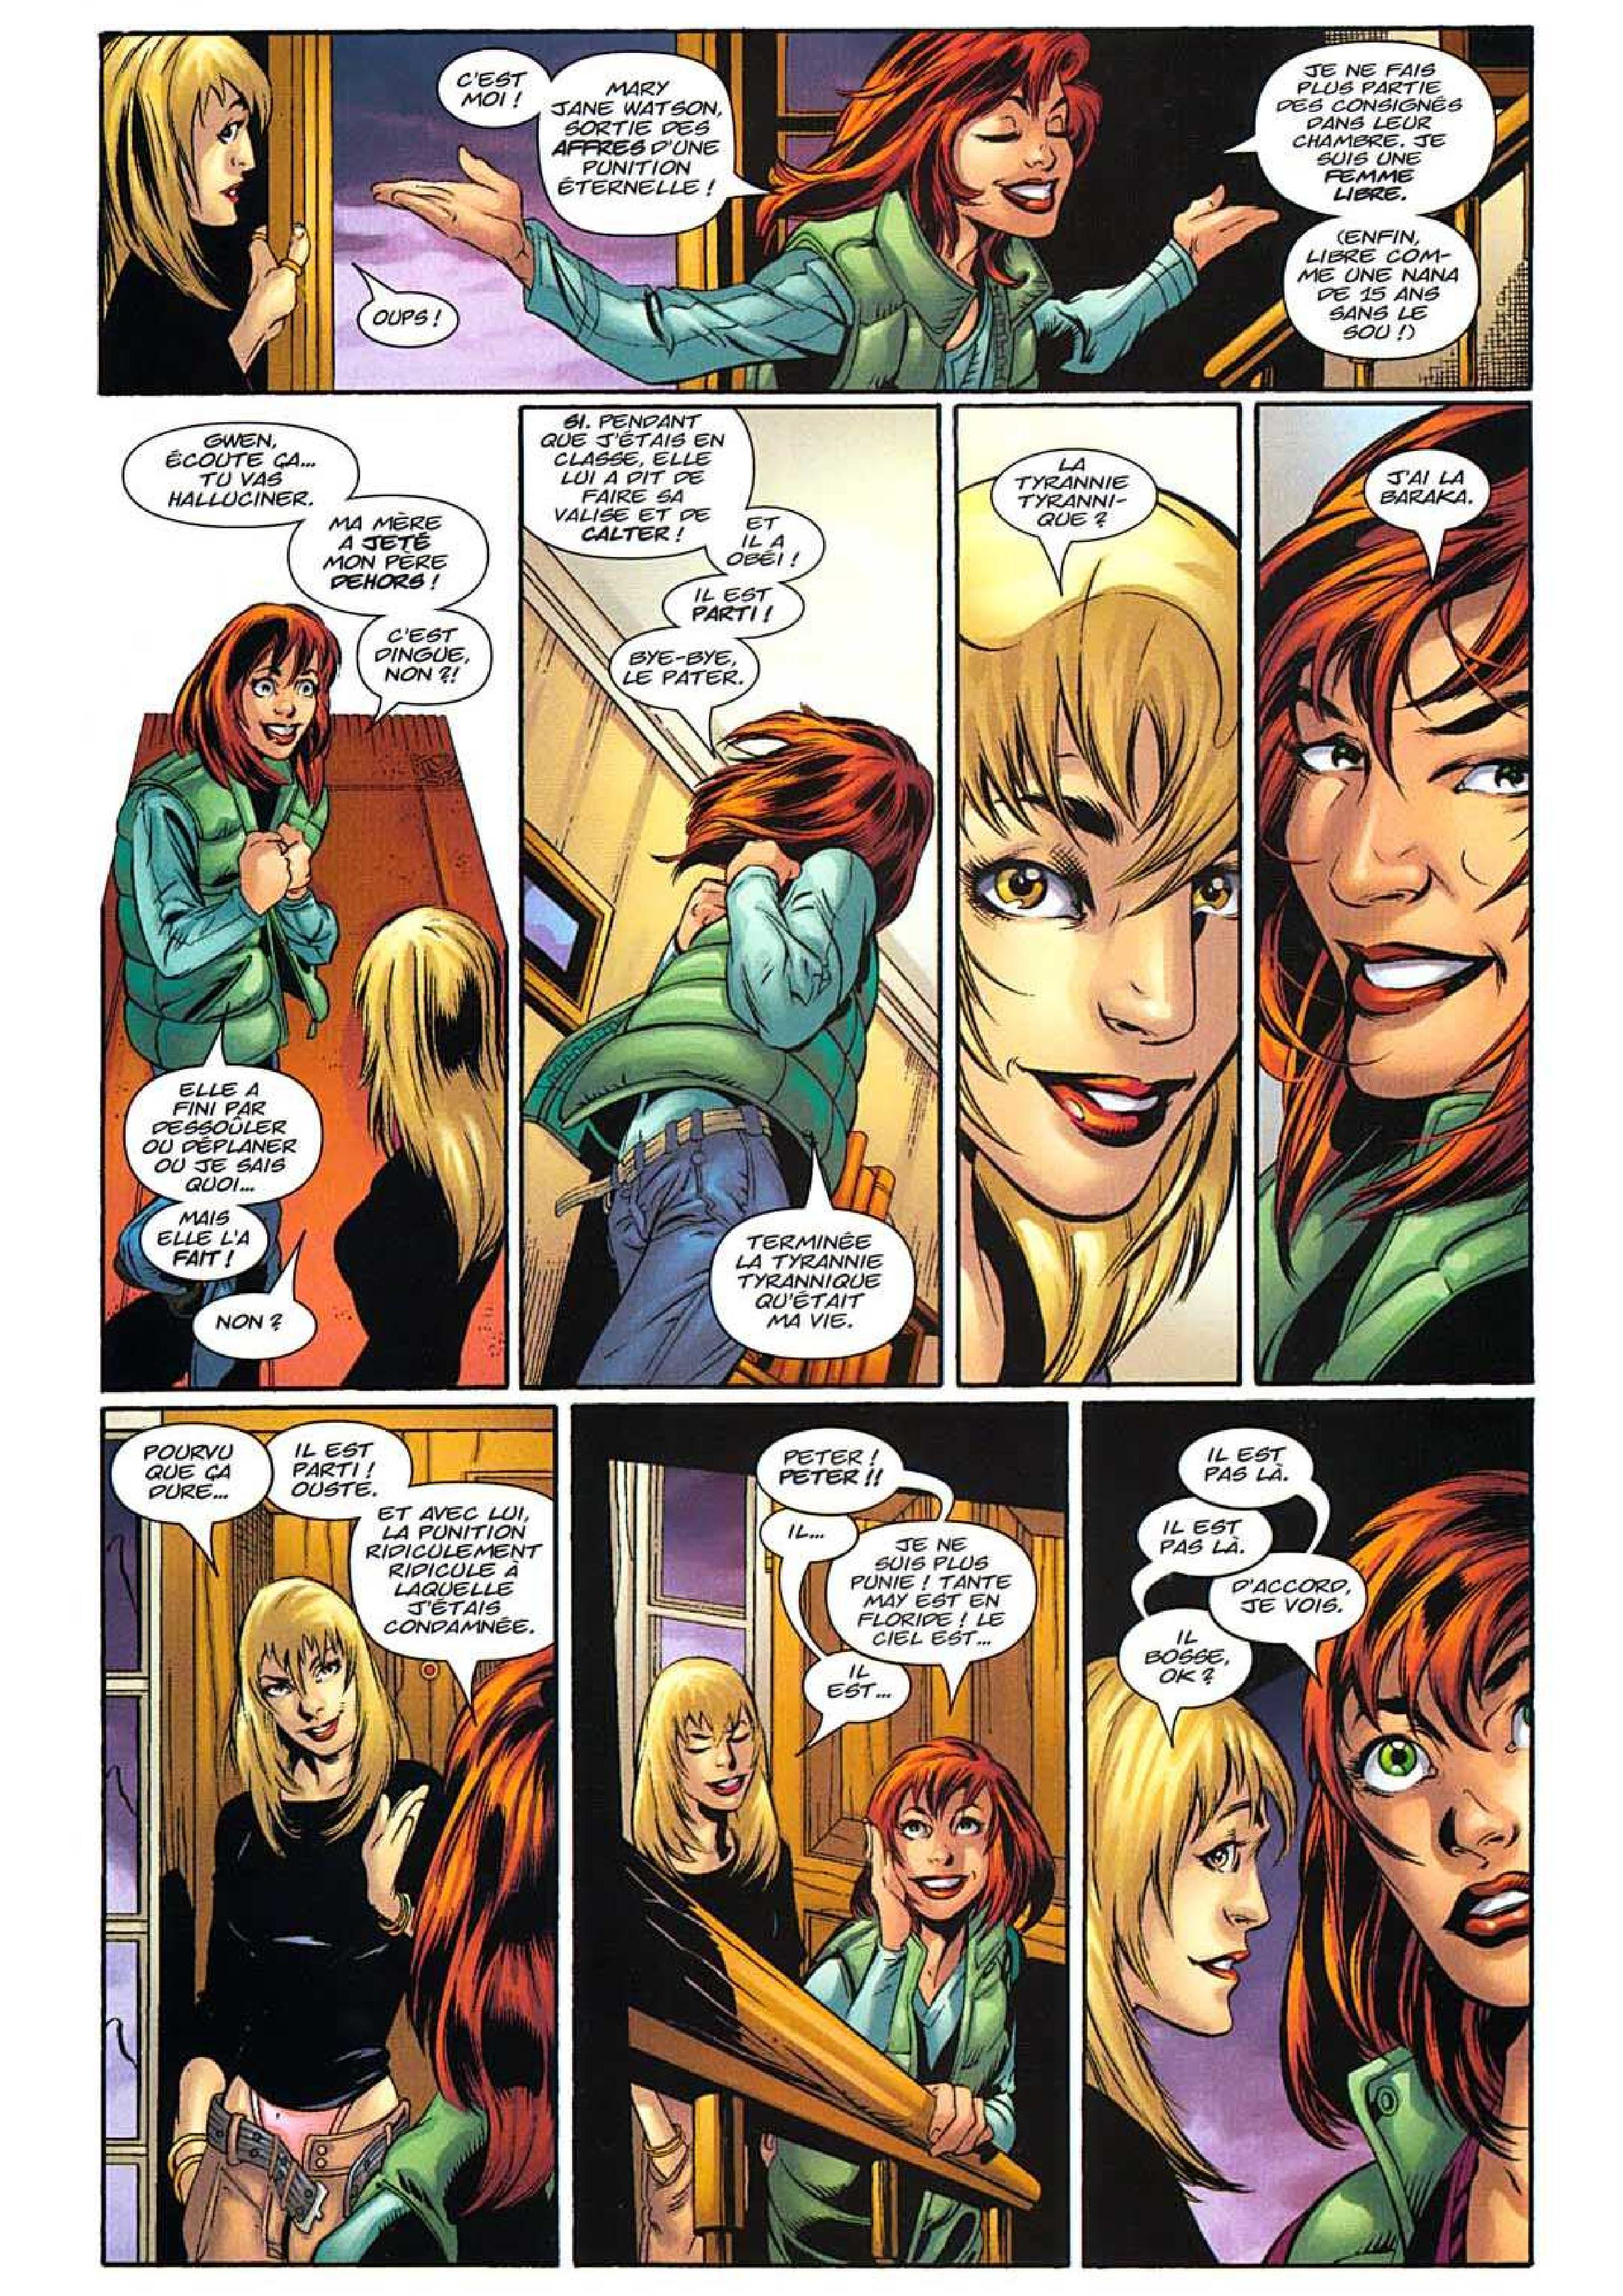 C'EST
MOI !
MARY
JANE WATSON,
SORTIE DES
AFFRES D'UNE
PUNITION
ÉTERNELLE !
OUPS !
JE NE FAIS
PLUS PARTIE
DES CONSIGNÉS
DANS LEUR
CHAMBRE. JE
SUIS UNE
FEMME
LIBRE.
(ENFIN,
LIBRE COM-
ME UNE NANA
DE 15 ANS
SANS LE
SOU !)
GWEN,
ÉCOUTE ÇA...
TU VAS
HALLUCINER.
MA MÈRE
A JETÉ
MON PÈRE
DEHORS !
C'EST
DINGUE,
NON ?!
ELLE A
FINI PAR
DESSOÛLER
OU DÉPLANER
OU JE SAIS
QUOI...
MAIS
ELLE L'A
FAIT !
NON ?
SI. PENDANT
QUE J'ÉTAIS EN
CLASSE, ELLE
LUI A DIT DE
FAIRE SA
VALISE ET DE
CALTER !
ET
IL A
OBÉI !
IL EST
PARTI !
BYE-BYE,
LE PATER.
TERMINÉE
LA TYRANNIE
TYRANNIQUE
QU'ÉTAIT
MA VIE.
LA
TYRANNIE
TYRANNI-
QUE ?
J'AI LA
BARAKA.
POURVU
QUE ÇA
DURE...
IL EST
PARTI !
OUSTE.
ET AVEC LUI,
LA PUNITION
RIDICULEMENT
RIDICULE À
LAQUELLE
J'ÉTAIS
CONDAMNÉE.
PETER !
PETER !!
IL...
JE NE
SUIS PLUS
PUNIE ! TANTE
MAY EST EN
FLORIDE ! LE
CIEL EST...
IL
EST...
IL EST
PAS LÀ.
IL EST
PAS LÀ.
D'ACCORD,
JE VOIS.
IL
BOSSE,
OK ?